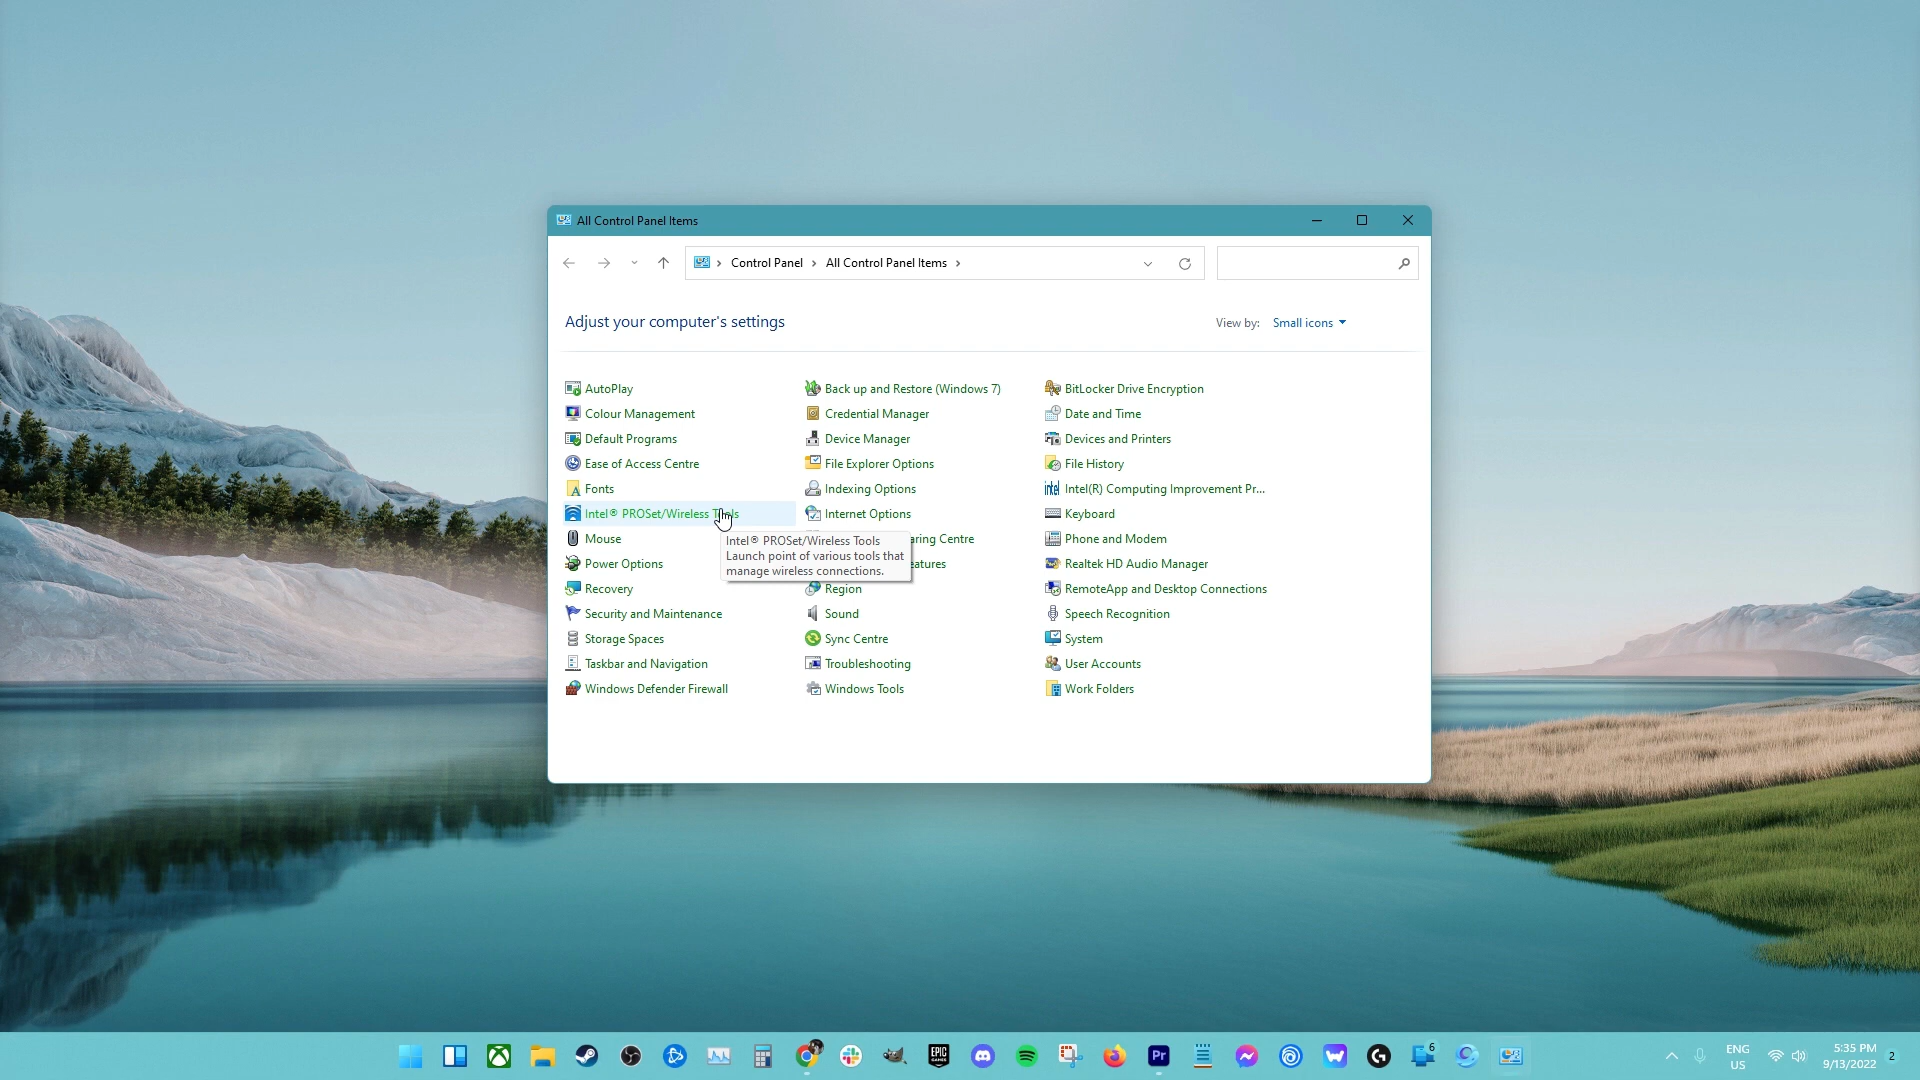 All Control Panel Items
Control Panel
All Control Panel Items
Adjust your computer's settings
View by:
Small icons
AutoPlay
Back up and Restore (Windows 7)
BitLocker Drive Encryption
Colour Management
Credential Manager
Date and Time
Default Programs
Device Manager
Devices and Printers
Ease of Access Centre
File Explorer Options
File History
Fonts
Indexing Options
Intel(R) Computing Improvement Pr...
Intel® PROSet/Wireless
Internet Options
Keyboard
Mouse
Centre
Phone and Modem
Intel® PROSet/Wireless Tools
Launch point of various tools that
manage wireless connections.
Power Options
Realtek HD Audio Manager
Recovery
Region
RemoteApp and Desktop Connections
Security and Maintenance
Sound
Speech Recognition
Storage Spaces
Sync Centre
System
Taskbar and Navigation
Troubleshooting
User Accounts
Windows Defender Firewall
Windows Tools
Work Folders
EPIC
GAMES
Pr
6
ENG
US
5:35 PM
9/13/2022
2